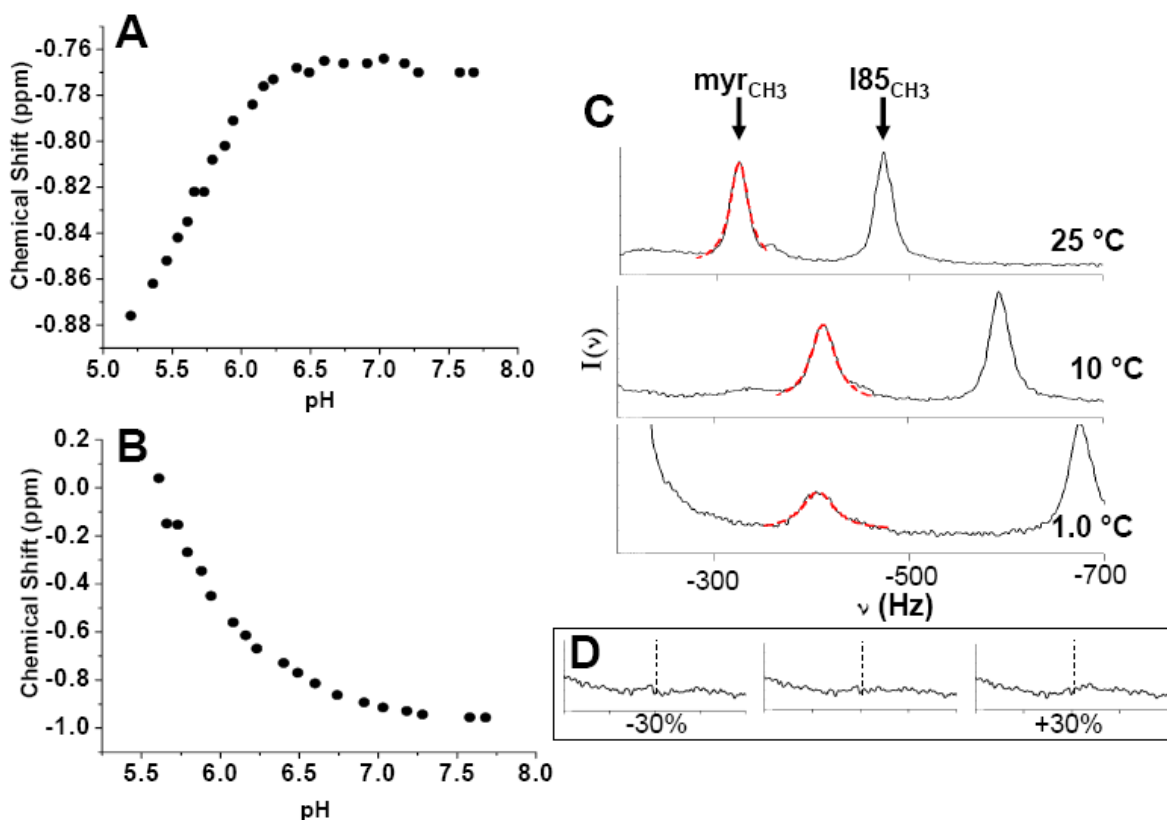 A
Chemical Shift (ppm)
-0.76
-0.78
-0.80
-0.82
-0.84
-0.86
-0.88
5.0 5.5 6.0 6.5 7.0 7.5 8.0
pH
B
Chemical Shift (ppm)
0.2
0.0
-0.2
-0.4
-0.6
-0.8
-1.0
5.5 6.0 6.5 7.0 7.5 8.0
pH
C
myrCH3 I85CH3
25 °C
10 °C
1.0 °C
I(ν)
-300 -500 -700
ν (Hz)
D
-30% +30%